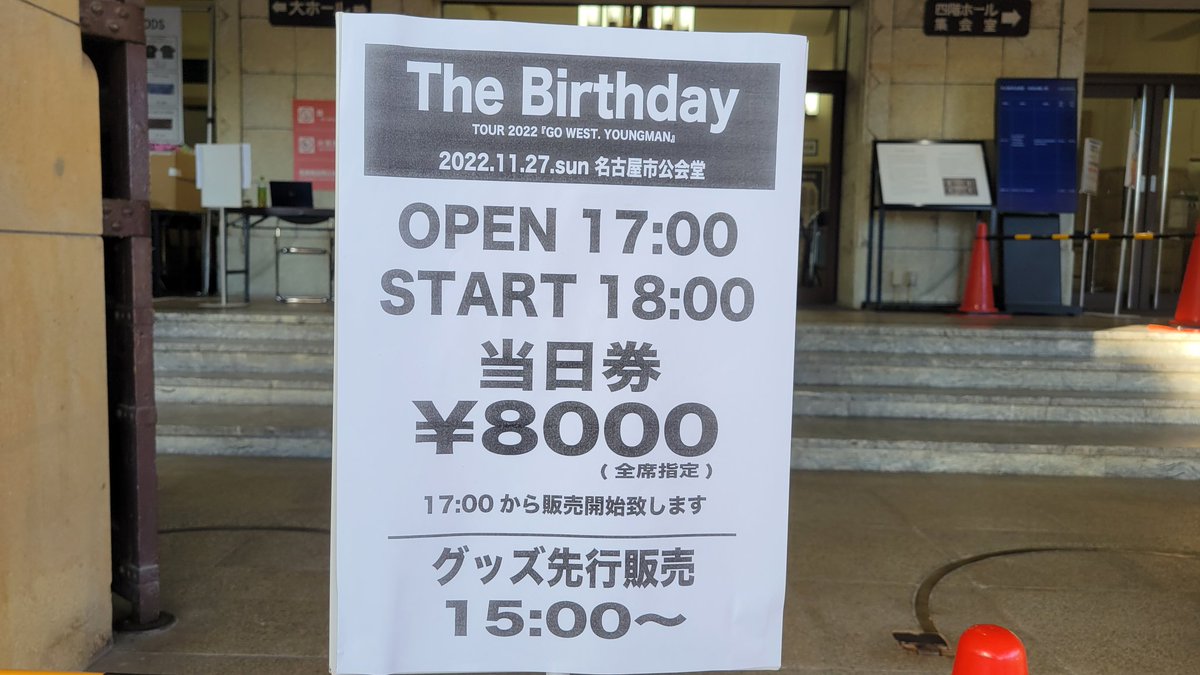 ←大ホール
四階ホール
集会室
→
The Birthday
TOUR 2022『GO WEST. YOUNGMAN』
2022.11.27.sun 名古屋市公会堂
OPEN 17:00
START 18:00
当日券
¥8000
(全席指定)
17:00から販売開始致します
グッズ先行販売
15:00〜